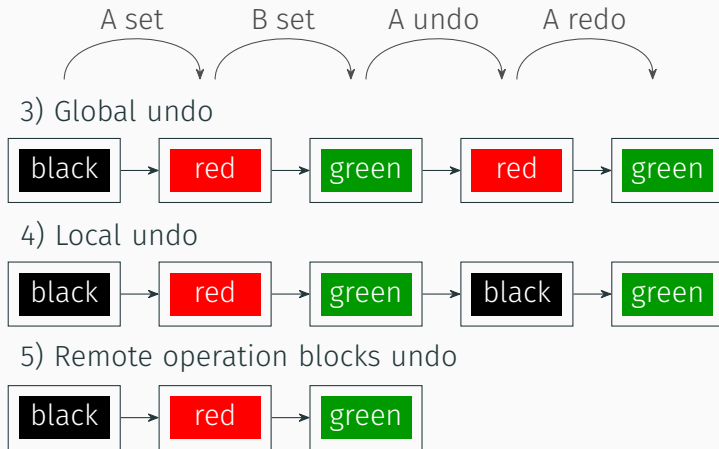 A set B set A undo A redo
3) Global undo
black red green red green
4) Local undo
black red green black green
5) Remote operation blocks undo
black red green